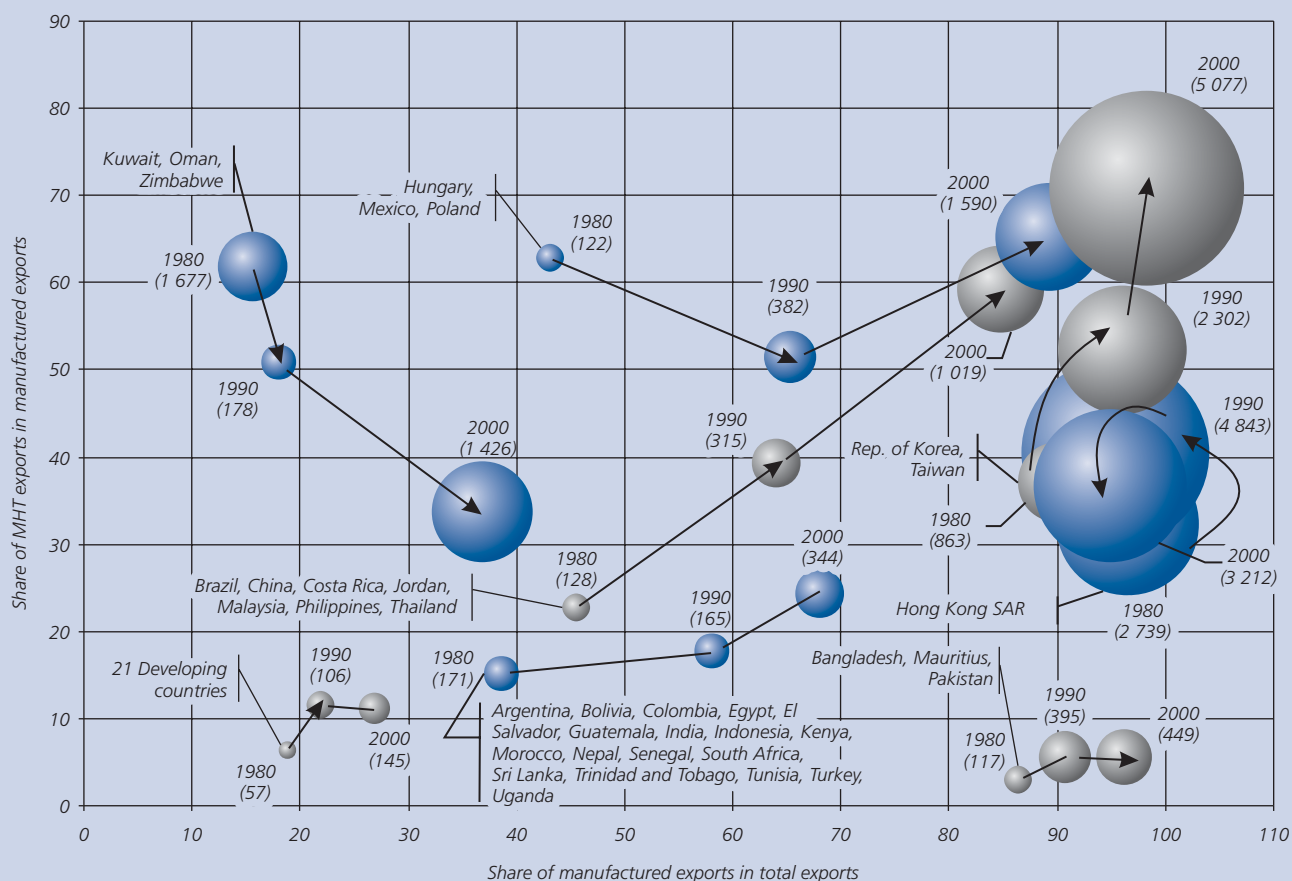 90
80
70
60
50
40
30
20
10
0
Share of MHT exports in manufactured exports
2000
(5 077)
Kuwait, Oman,
Zimbabwe
1980
(1 677)
1990
(178)
2000
(1 426)
Hungary,
Mexico, Poland
1980
(122)
1990
(382)
2000
(1 590)
1990
(2 302)
2000
(1 019)
1990
(315)
1990
(4 843)
Rep. of Korea,
Taiwan
1980
(863)
2000
(3 212)
Hong Kong SAR
1980
(2 739)
Brazil, China, Costa Rica, Jordan,
Malaysia, Philippines, Thailand
1980
(128)
2000
(344)
1990
(165)
1980
(171)
21 Developing
countries
1990
(106)
1980
(57)
2000
(145)
Argentina, Bolivia, Colombia, Egypt, El
Salvador, Guatemala, India, Indonesia, Kenya,
Morocco, Nepal, Senegal, South Africa,
Sri Lanka, Trinidad and Tobago, Tunisia, Turkey,
Uganda
Bangladesh, Mauritius,
Pakistan
1980
(117)
1990
(395)
2000
(449)
0 10 20 30 40 50 60 70 80 90 100 110
Share of manufactured exports in total exports